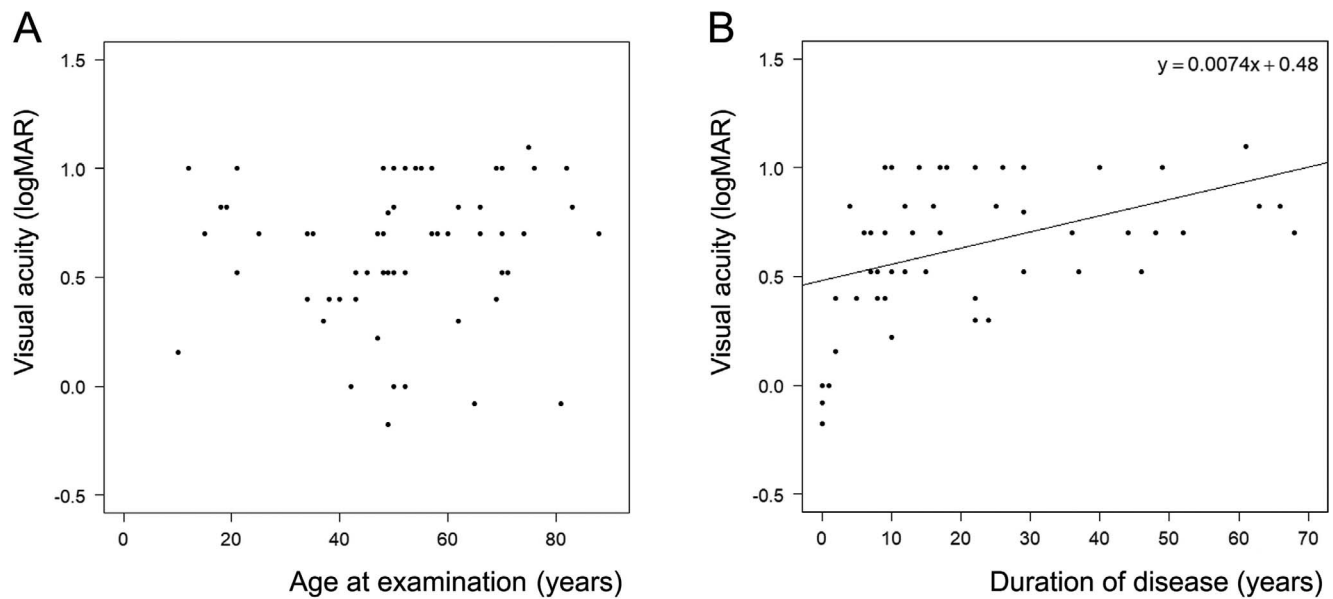 A
Visual acuity (logMAR)
1.5
1.0
0.5
0.0
-0.5
0 20 40 60 80
Age at examination (years)
B
y = 0.0074x + 0.48
Visual acuity (logMAR)
1.5
1.0
0.5
0.0
-0.5
0 10 20 30 40 50 60 70
Duration of disease (years)